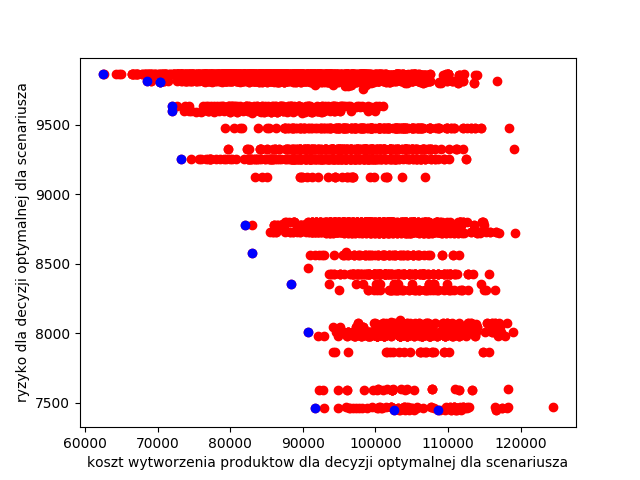 ryzyko dla decyzji optymalnej dla scenariusza
9500
9000
8500
8000
7500
60000 70000 80000 90000 100000 110000 120000
koszt wytworzenia produktow dla decyzji optymalnej dla scenariusza